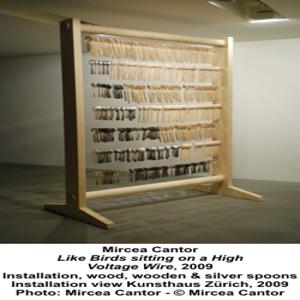 Mircea Cantor
Like Birds sitting on a High
Voltage Wire, 2009
Installation, wood, wooden & silver spoons
Installation view Kunsthaus Zürich, 2009
Photo: Mircea Cantor - © Mircea Cantor